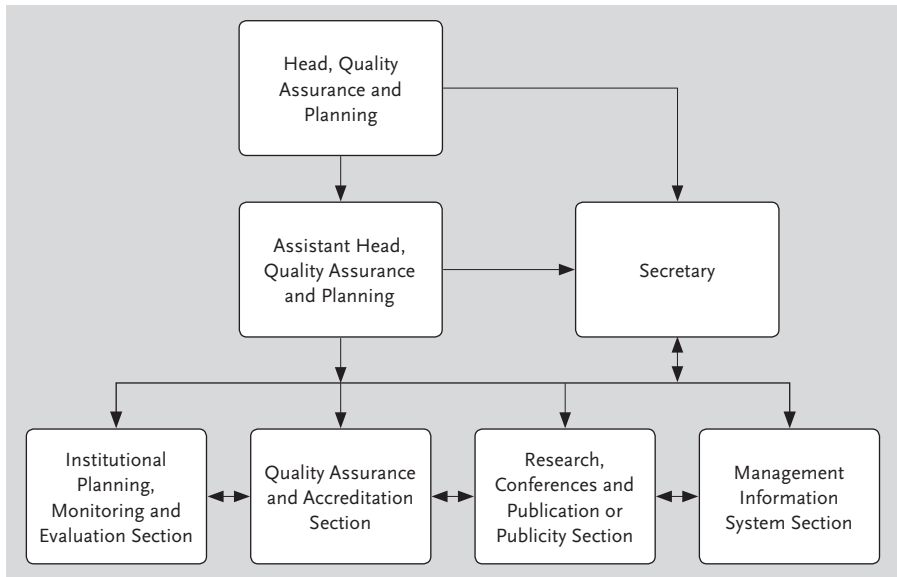 Head, Quality
Assurance and
Planning
Assistant Head,
Quality Assurance
and Planning
Secretary
Institutional
Planning,
Monitoring and
Evaluation Section
Quality Assurance
and Accreditation
Section
Research,
Conferences and
Publication or
Publicity Section
Management
Information
System Section